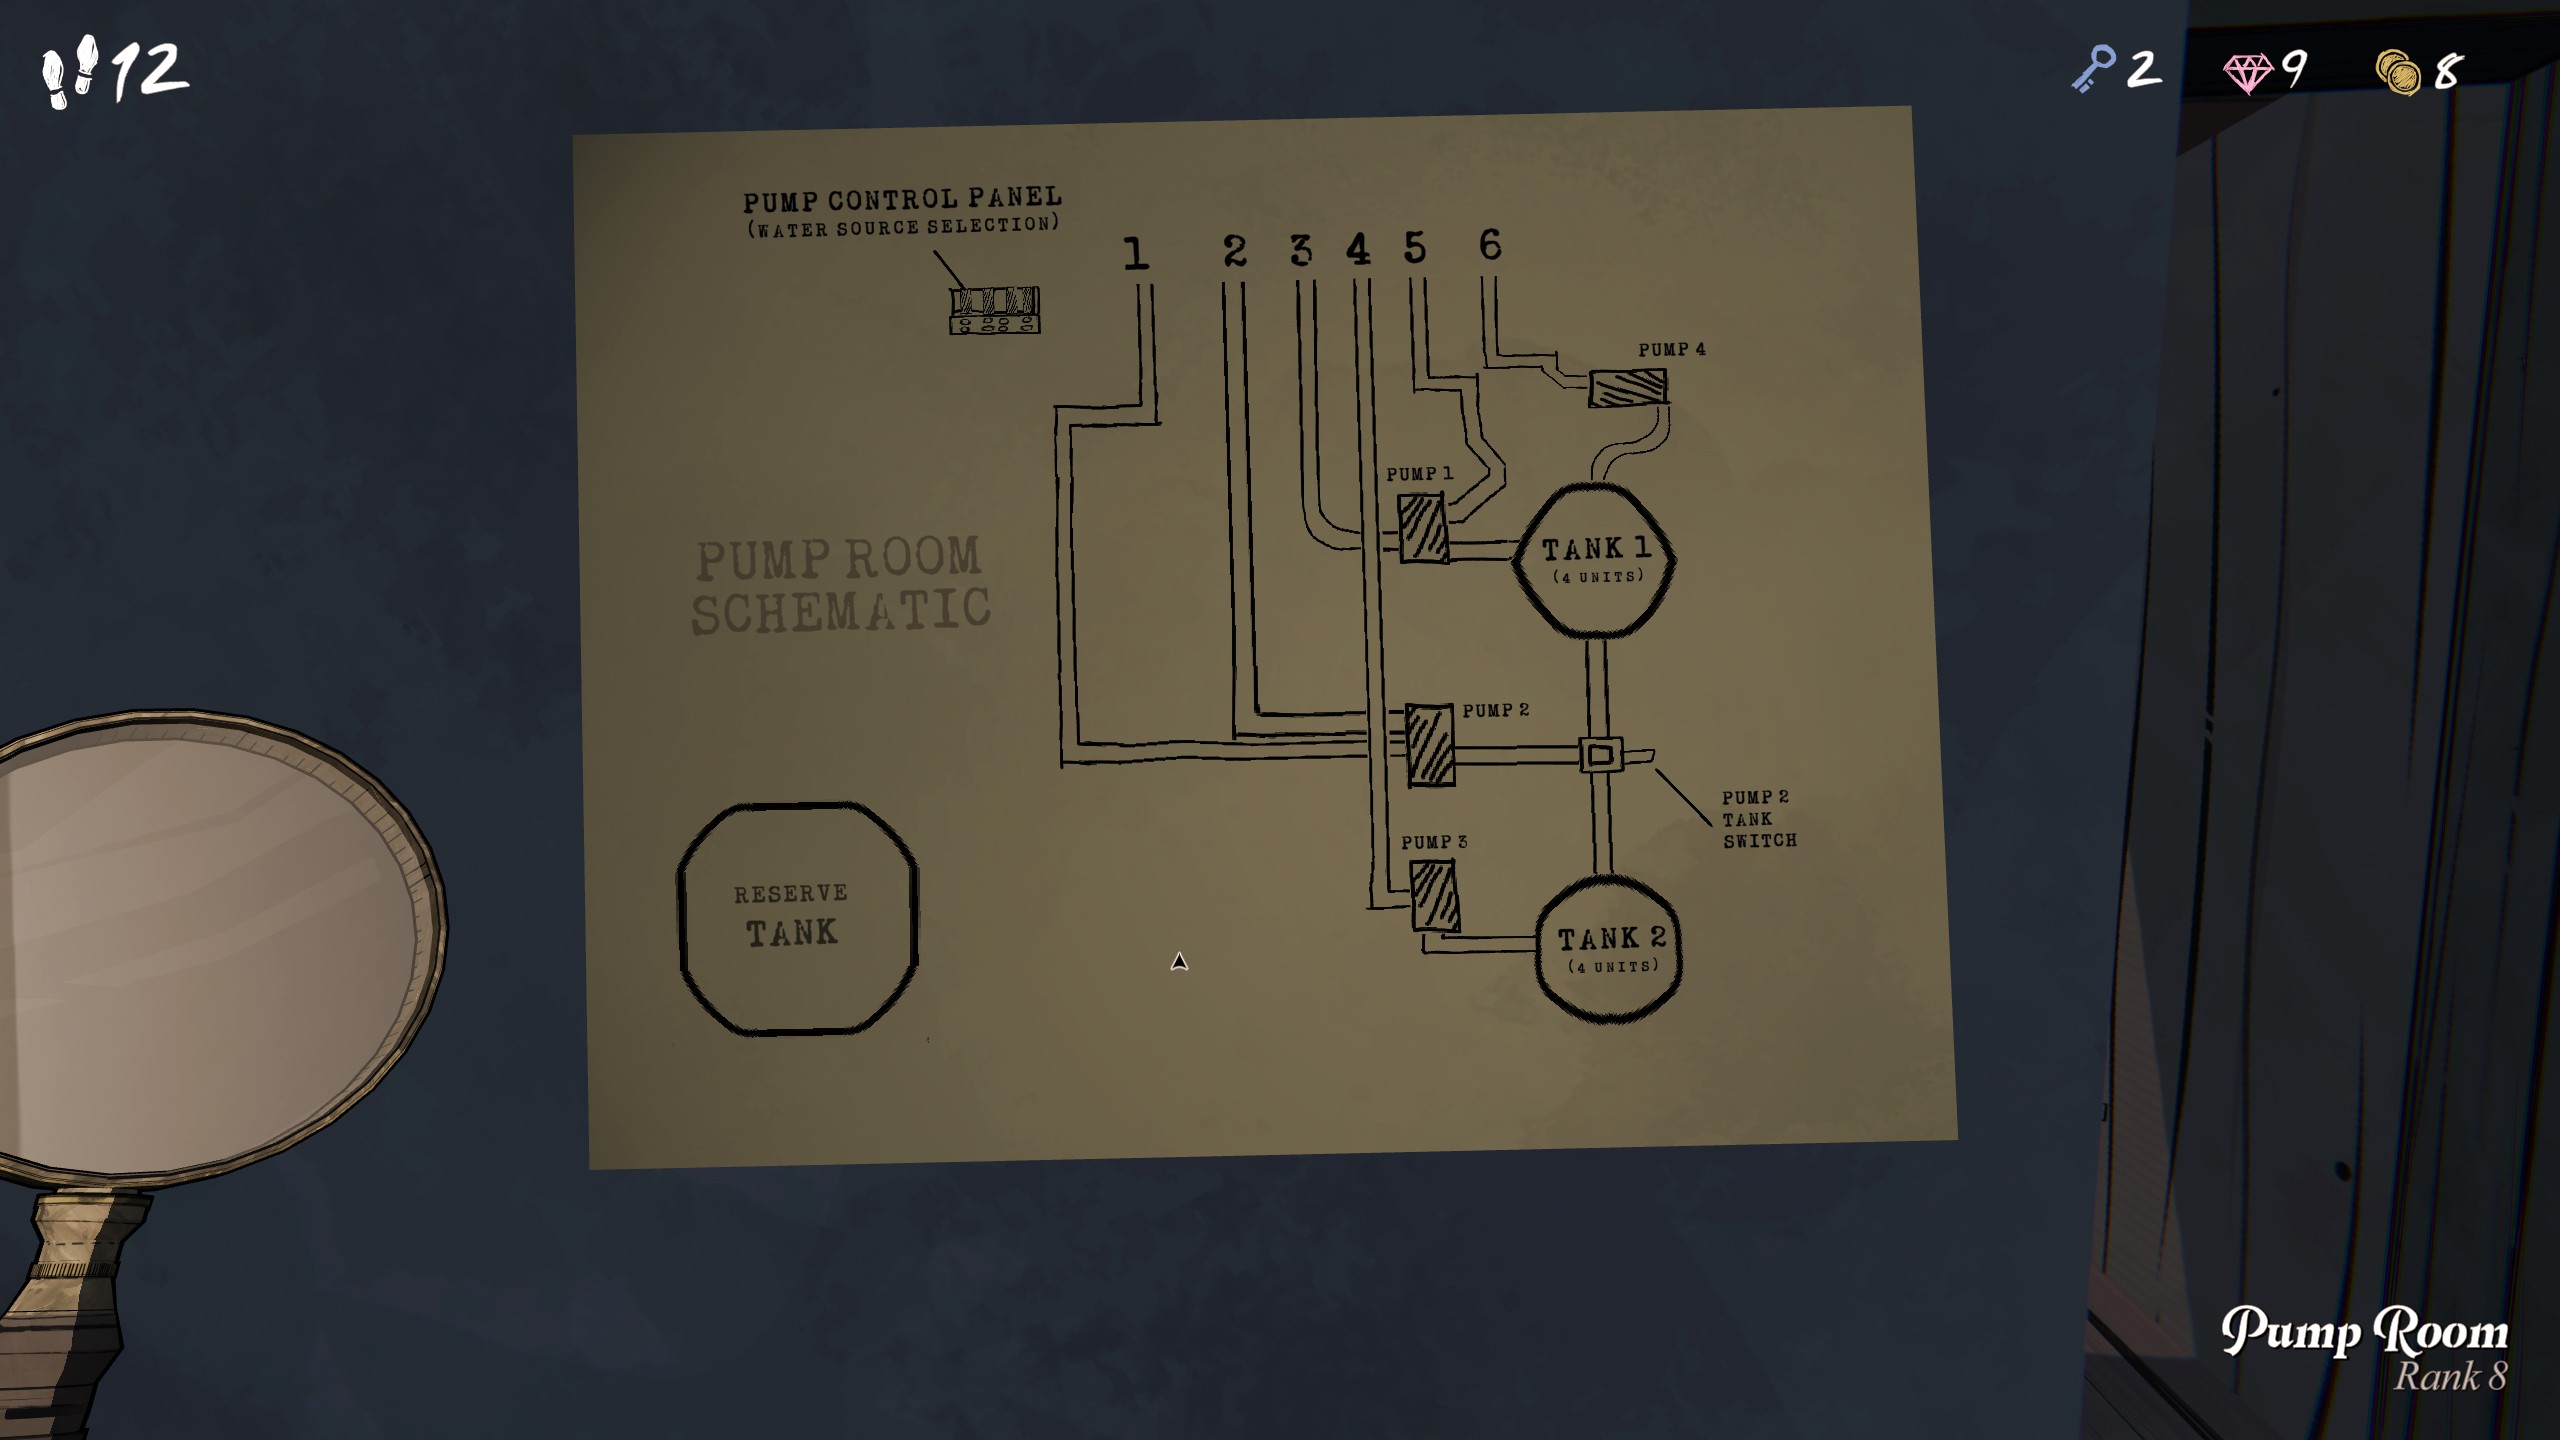 12
2
9
8
PUMP CONTROL PANEL
(WATER SOURCE SELECTION)
1
2
3
4
5
6
PUMP 4
PUMP 1
TANK 1
(4 UNITS)
PUMP ROOM
SCHEMATIC
PUMP 2
PUMP 2
TANK
SWITCH
PUMP 3
RESERVE
TANK
TANK 2
(4 UNITS)
Pump Room
Rank 8